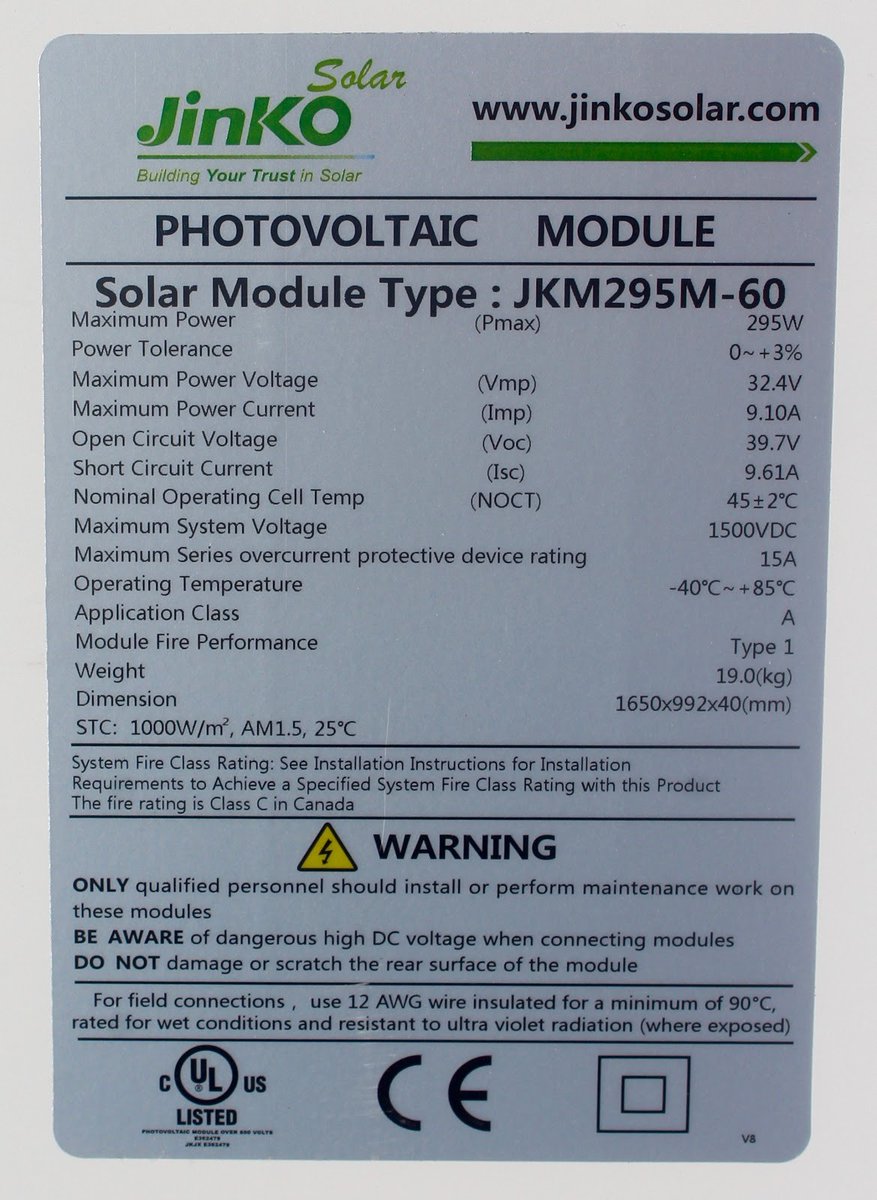 Solar
JinKO
www.jinkosolar.com
Building Your Trust in Solar
PHOTOVOLTAIC MODULE
Solar Module Type : JKM295M-60
Maximum Power (Pmax) 295W
Power Tolerance 0~+3%
Maximum Power Voltage (Vmp) 32.4V
Maximum Power Current (Imp) 9.10A
Open Circuit Voltage (Voc) 39.7V
Short Circuit Current (Isc) 9.61A
Nominal Operating Cell Temp (NOCT) 45±2℃
Maximum System Voltage 1500VDC
Maximum Series overcurrent protective device rating 15A
Operating Temperature -40℃~+85℃
Application Class A
Module Fire Performance Type 1
Weight 19.0(kg)
Dimension 1650x992x40(mm)
STC: 1000W/m², AM1.5, 25℃
System Fire Class Rating: See Installation Instructions for Installation
Requirements to Achieve a Specified System Fire Class Rating with this Product
The fire rating is Class C in Canada
WARNING
ONLY qualified personnel should install or perform maintenance work on
these modules
BE AWARE of dangerous high DC voltage when connecting modules
DO NOT damage or scratch the rear surface of the module
For field connections , use 12 AWG wire insulated for a minimum of 90℃,
rated for wet conditions and resistant to ultra violet radiation (where exposed)
C UL ® US
LISTED
PHOTOVOLTAIC MODULE OVER 600 VOLTS
E362479
CE
V8